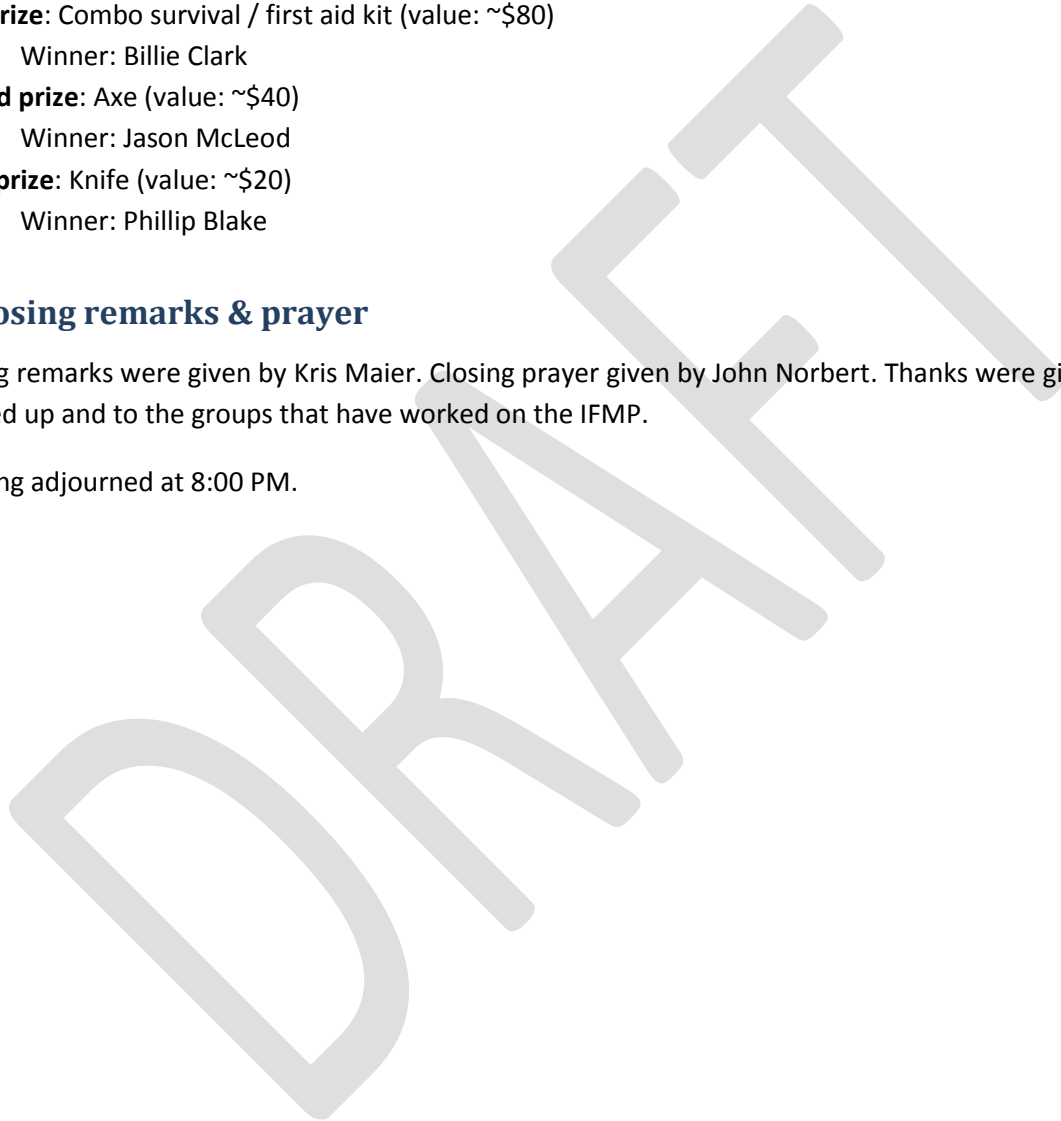 rize: Combo survival / first aid kit (value: ~$80)
Winner: Billie Clark
d prize: Axe (value: ~$40)
Winner: Jason McLeod
prize: Knife (value: ~$20)
Winner: Phillip Blake
osing remarks & prayer
g remarks were given by Kris Maier. Closing prayer given by John Norbert. Thanks were gi
ed up and to the groups that have worked on the IFMP.
ng adjourned at 8:00 PM.
DRAFT